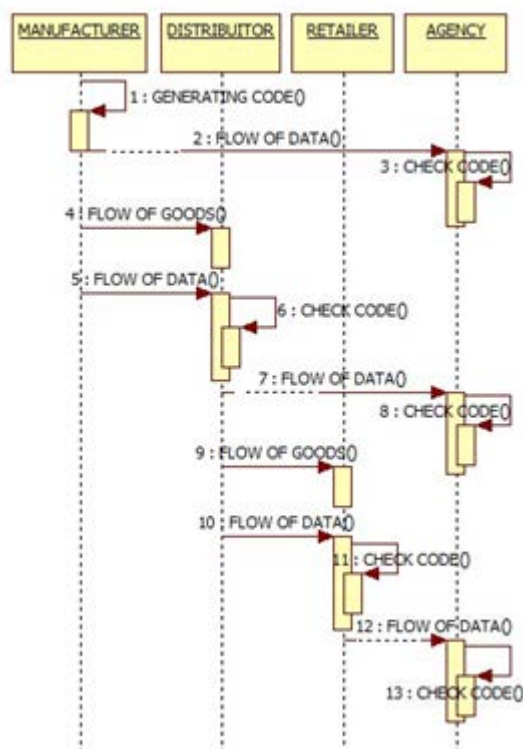 MANUFACTURER
DISTRIBUITOR
RETAILER
AGENCY
1 : GENERATING CODE()
2 : FLOW OF DATA()
3 : CHECK CODE()
4 : FLOW OF GOODS()
5 : FLOW OF DATA()
6 : CHECK CODE()
7 : FLOW OF DATA()
8 : CHECK CODE()
9 : FLOW OF GOODS()
10 : FLOW OF DATA()
11 : CHECK CODE()
12 : FLOW OF DATA()
13 : CHECK CODE()